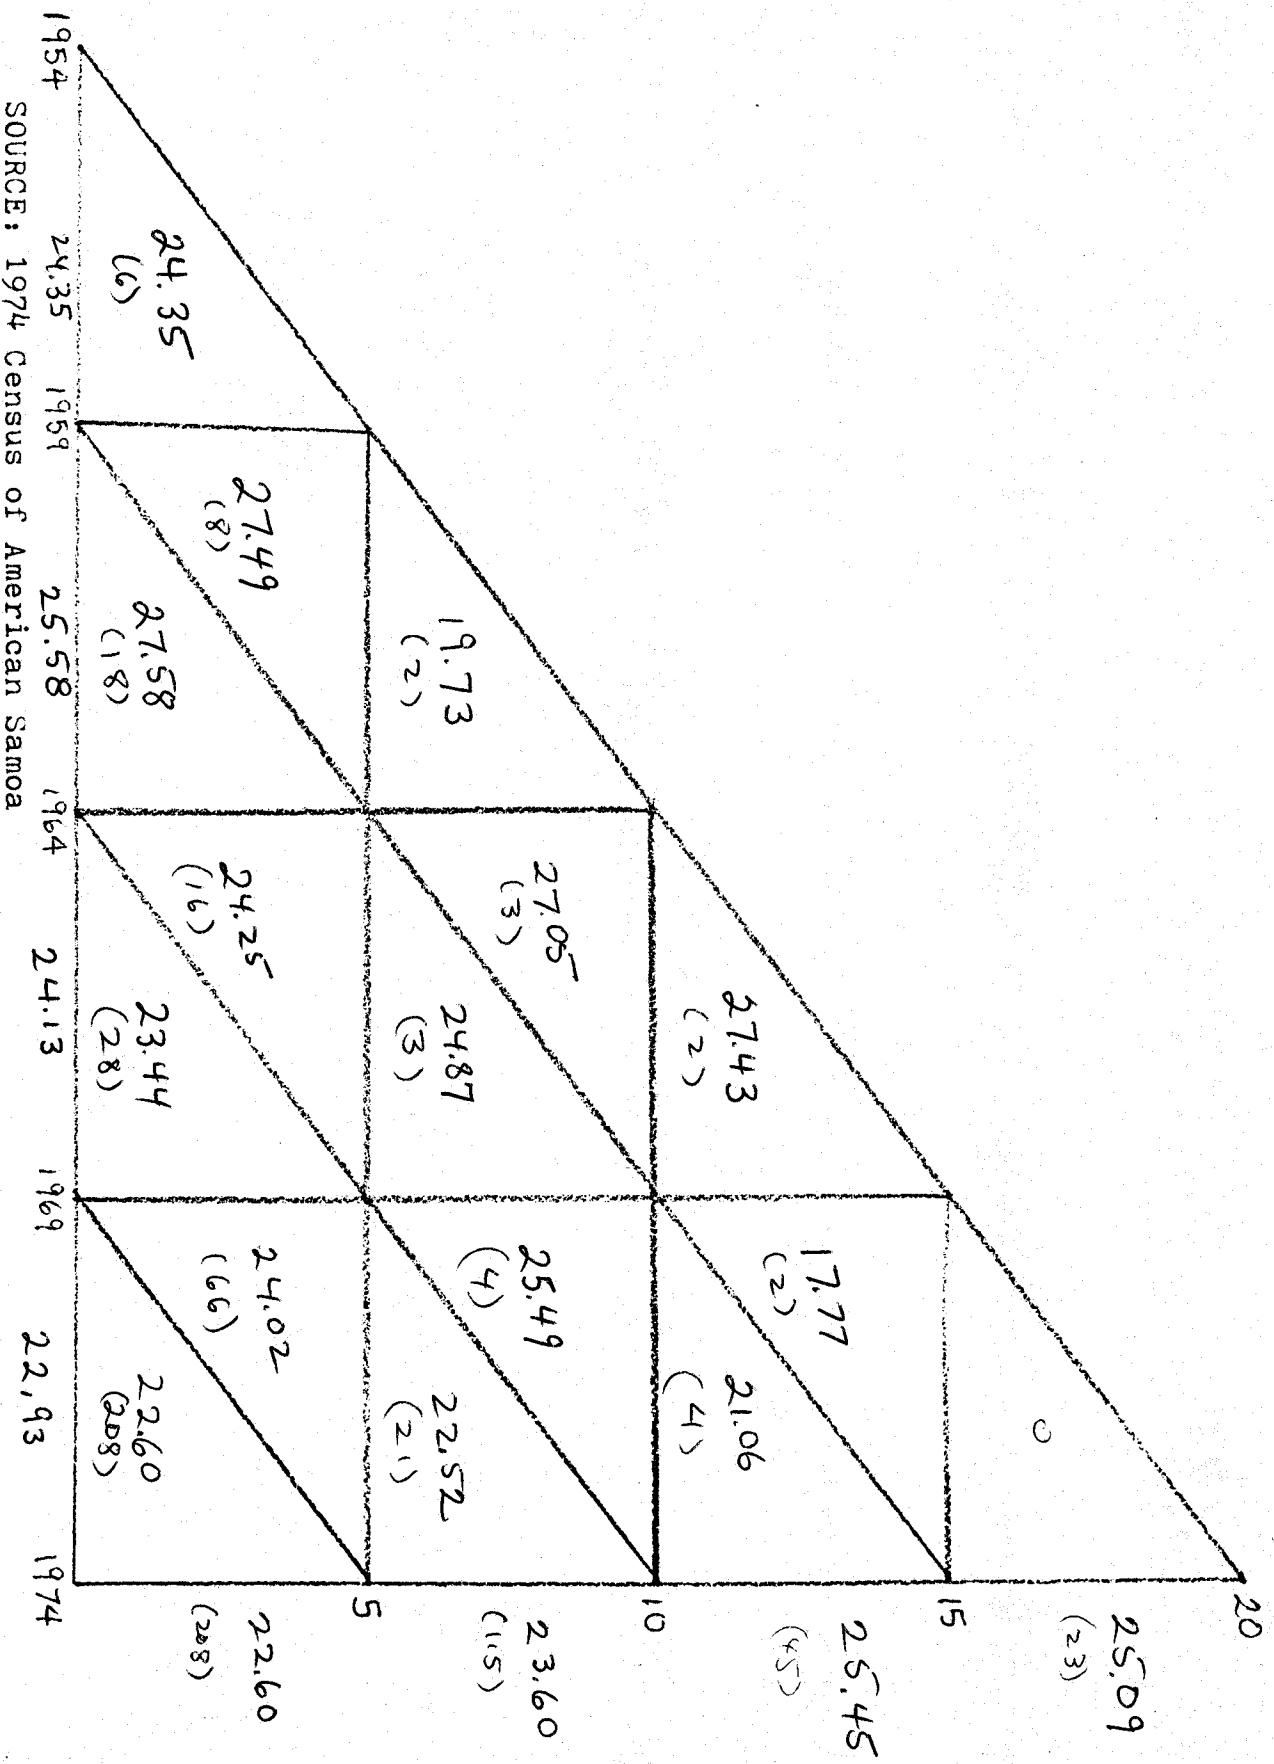 20
25.09
(23)
0
15
17.77 25.45
(2) (45)
27.43 21.06
(2) (4)
10
27.05 25.49 23.60
(3) (4) (115)
19.73 24.87 22.52
(2) (3) (21)
5
27.49 24.25 24.02 22.60
(8) (16) (66) (208)
24.35 27.58 23.44 22.60
(6) (18) (28) (208)
1954 24.35 1959 25.58 1964 24.13 1969 22,93 1974
SOURCE: 1974 Census of American Samoa